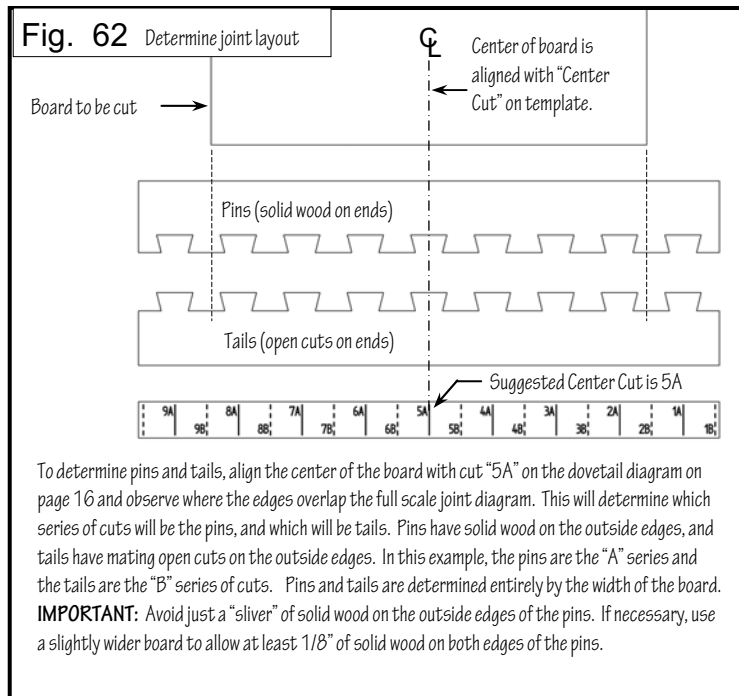 Fig. 62 Determine joint layout
CL
Center of board is
aligned with “Center
Cut” on template.
Board to be cut
Pins (solid wood on ends)
Tails (open cuts on ends)
Suggested Center Cut is 5A
9A 8A 7A 6A 5A 4A 3A 2A 1A
9B 8B 7B 6B 5B 4B 3B 2B 1B
To determine pins and tails, align the center of the board with cut “5A” on the dovetail diagram on
page 16 and observe where the edges overlap the full scale joint diagram. This will determine which
series of cuts will be the pins, and which will be tails. Pins have solid wood on the outside edges, and
tails have mating open cuts on the outside edges. In this example, the pins are the “A” series and
the tails are the “B” series of cuts. Pins and tails are determined entirely by the width of the board.
IMPORTANT: Avoid just a “sliver” of solid wood on the outside edges of the pins. If necessary, use
a slightly wider board to allow at least 1/8” of solid wood on both edges of the pins.